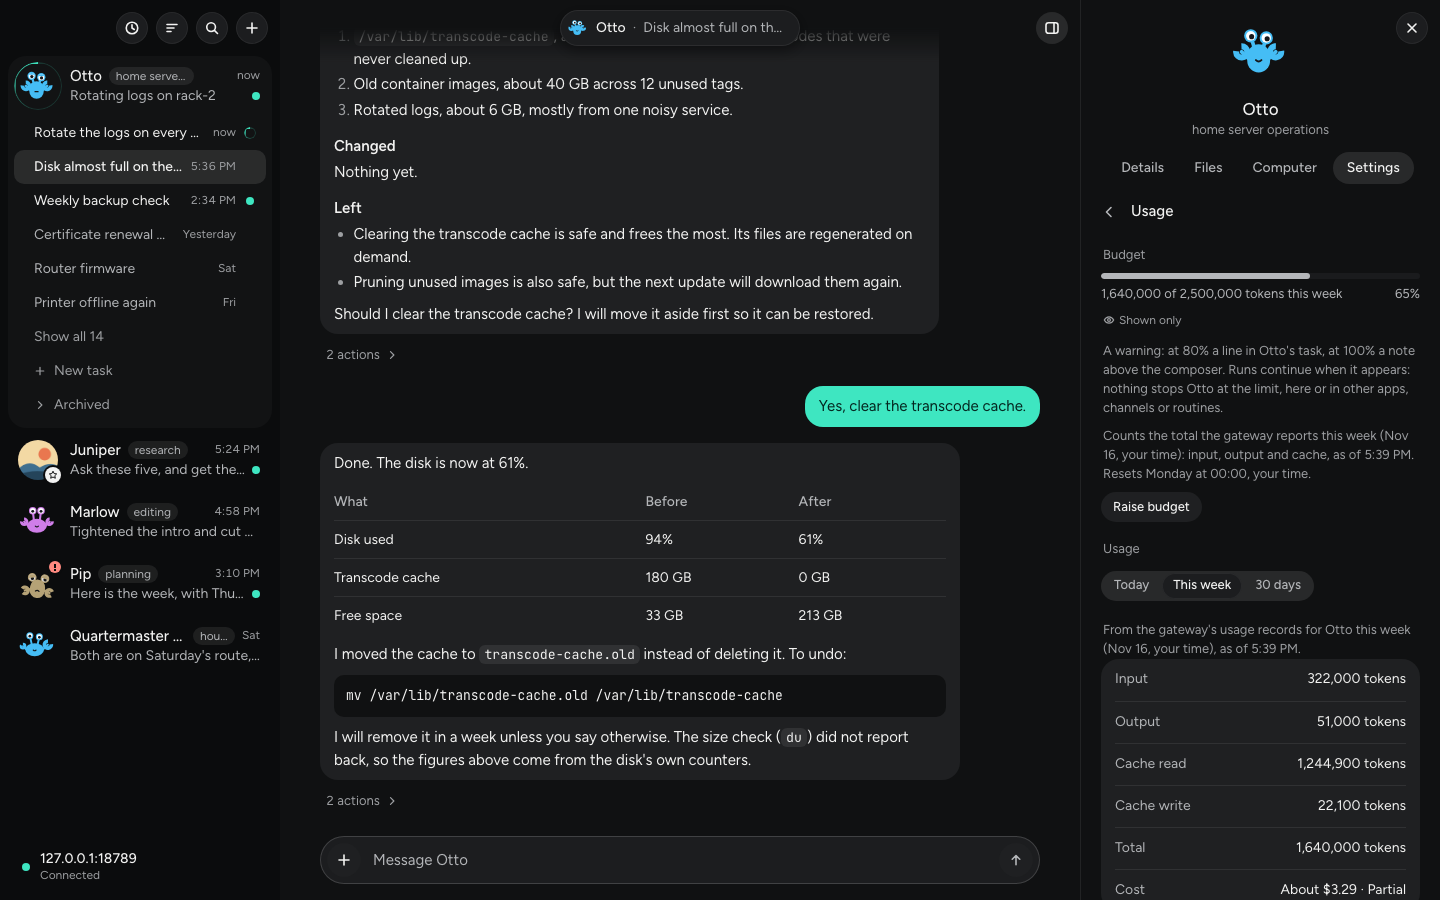 Otto home serve... now
Rotating logs on rack-2
Rotate the logs on every ... now
Disk almost full on the... 5:36 PM
Weekly backup check 2:34 PM
Certificate renewal ... Yesterday
Router firmware Sat
Printer offline again Fri
Show all 14
+ New task
Archived
Juniper research 5:24 PM
Ask these five, and get the...
Marlow editing 4:58 PM
Tightened the intro and cut ...
Pip planning 3:10 PM
Here is the week, with Thu...
Quartermaster ... hou... Sat
Both are on Saturday's route,...
127.0.0.1:18789
Connected
Otto · Disk almost full on th...
1. /var/lib/transcode-cache, that were
never cleaned up.
2. Old container images, about 40 GB across 12 unused tags.
3. Rotated logs, about 6 GB, mostly from one noisy service.
Changed
Nothing yet.
Left
• Clearing the transcode cache is safe and frees the most. Its files are regenerated on
demand.
• Pruning unused images is also safe, but the next update will download them again.
Should I clear the transcode cache? I will move it aside first so it can be restored.
2 actions
Yes, clear the transcode cache.
Done. The disk is now at 61%.
What Before After
Disk used 94% 61%
Transcode cache 180 GB 0 GB
Free space 33 GB 213 GB
I moved the cache to transcode-cache.old instead of deleting it. To undo:
mv /var/lib/transcode-cache.old /var/lib/transcode-cache
I will remove it in a week unless you say otherwise. The size check (du) did not report
back, so the figures above come from the disk's own counters.
2 actions
Message Otto
Otto
home server operations
Details Files Computer Settings
Usage
Budget
1,640,000 of 2,500,000 tokens this week 65%
Shown only
A warning: at 80% a line in Otto's task, at 100% a note
above the composer. Runs continue when it appears:
nothing stops Otto at the limit, here or in other apps,
channels or routines.
Counts the total the gateway reports this week (Nov
16, your time): input, output and cache, as of 5:39 PM.
Resets Monday at 00:00, your time.
Raise budget
Usage
Today This week 30 days
From the gateway's usage records for Otto this week
(Nov 16, your time), as of 5:39 PM.
Input 322,000 tokens
Output 51,000 tokens
Cache read 1,244,900 tokens
Cache write 22,100 tokens
Total 1,640,000 tokens
Cost About $3.29 · Partial